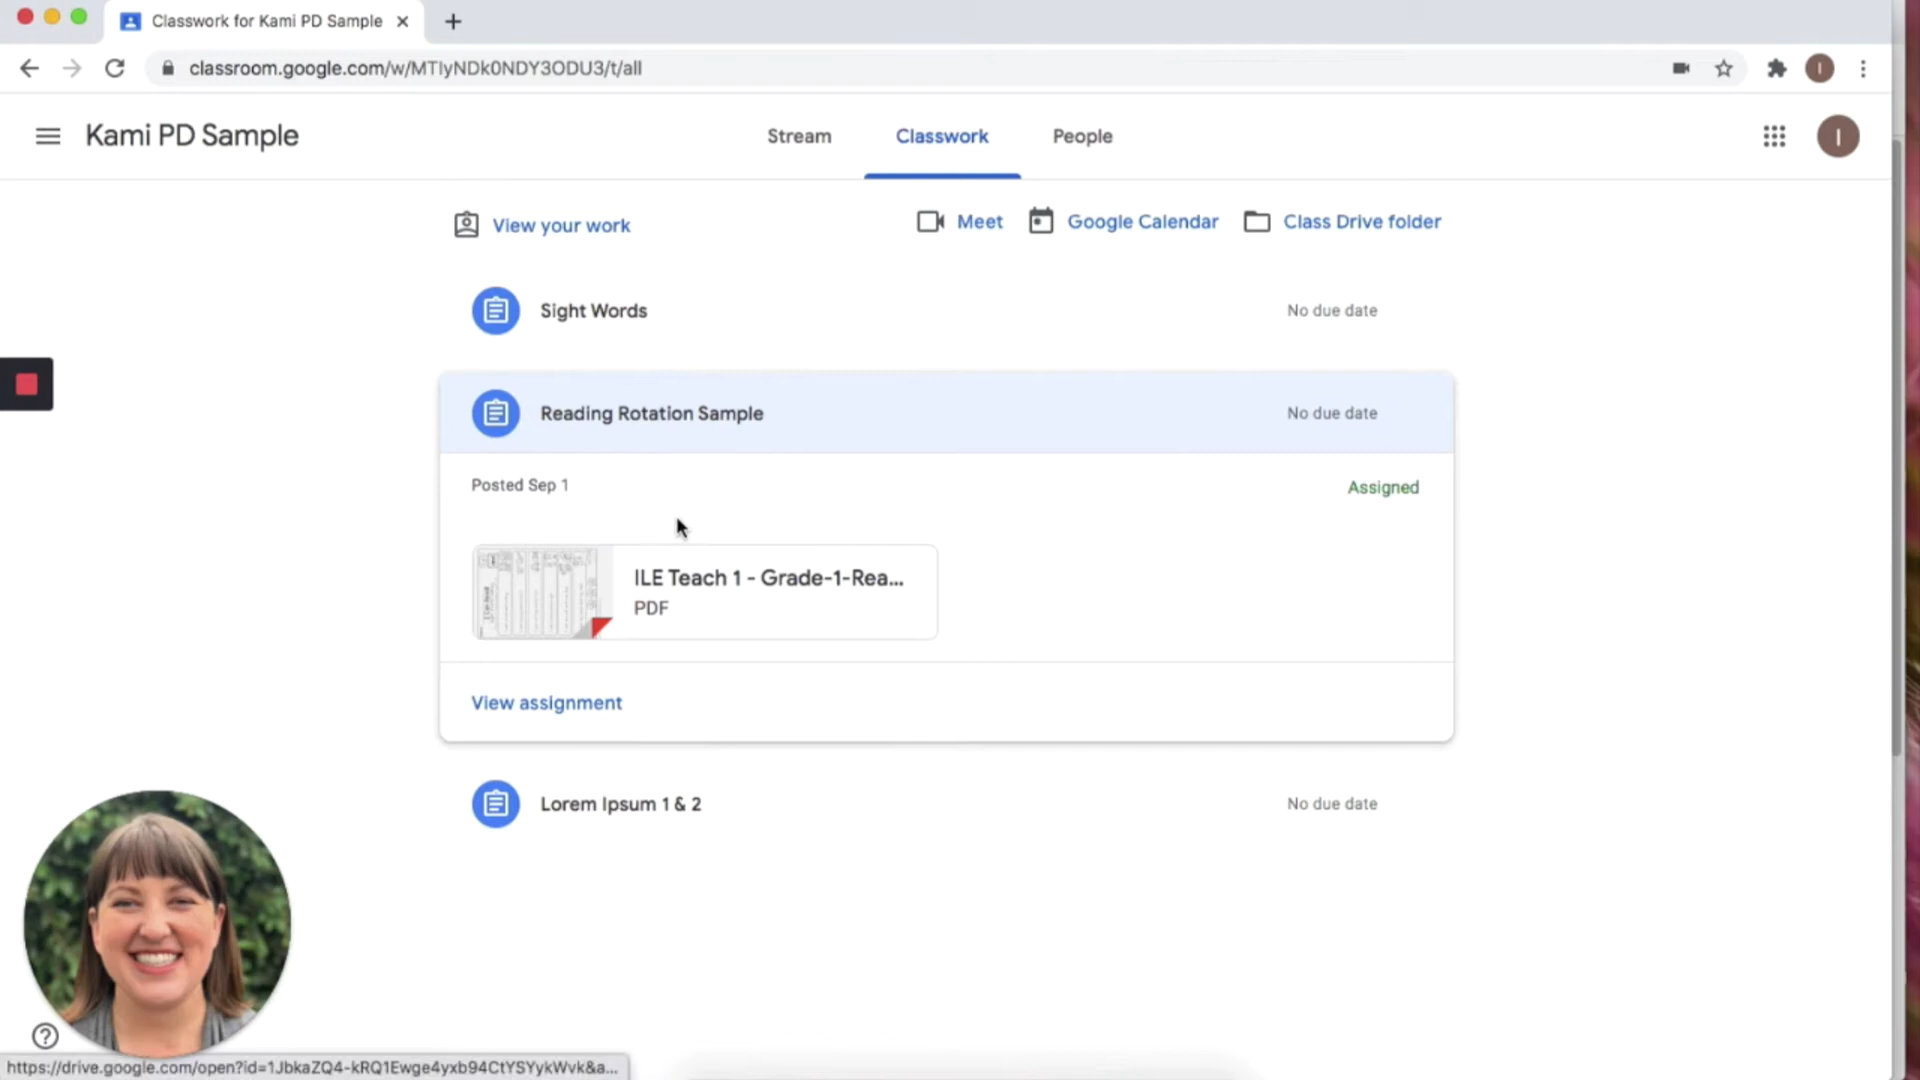 Classwork for Kami PD Sample
classroom.google.com/w/MTIyNDk0NDY3ODU3/t/all
I
Kami PD Sample
Stream
Classwork
People
I
View your work
Meet
Google Calendar
Class Drive folder
Sight Words
No due date
Reading Rotation Sample
No due date
Posted Sep 1
Assigned
ILE Teach 1 - Grade-1-Rea...
PDF
View assignment
Lorem Ipsum 1 & 2
No due date
https://drive.google.com/open?id=1JbkaZQ4-kRQ1Ewge4yxb94CtYSYykWvk&a...